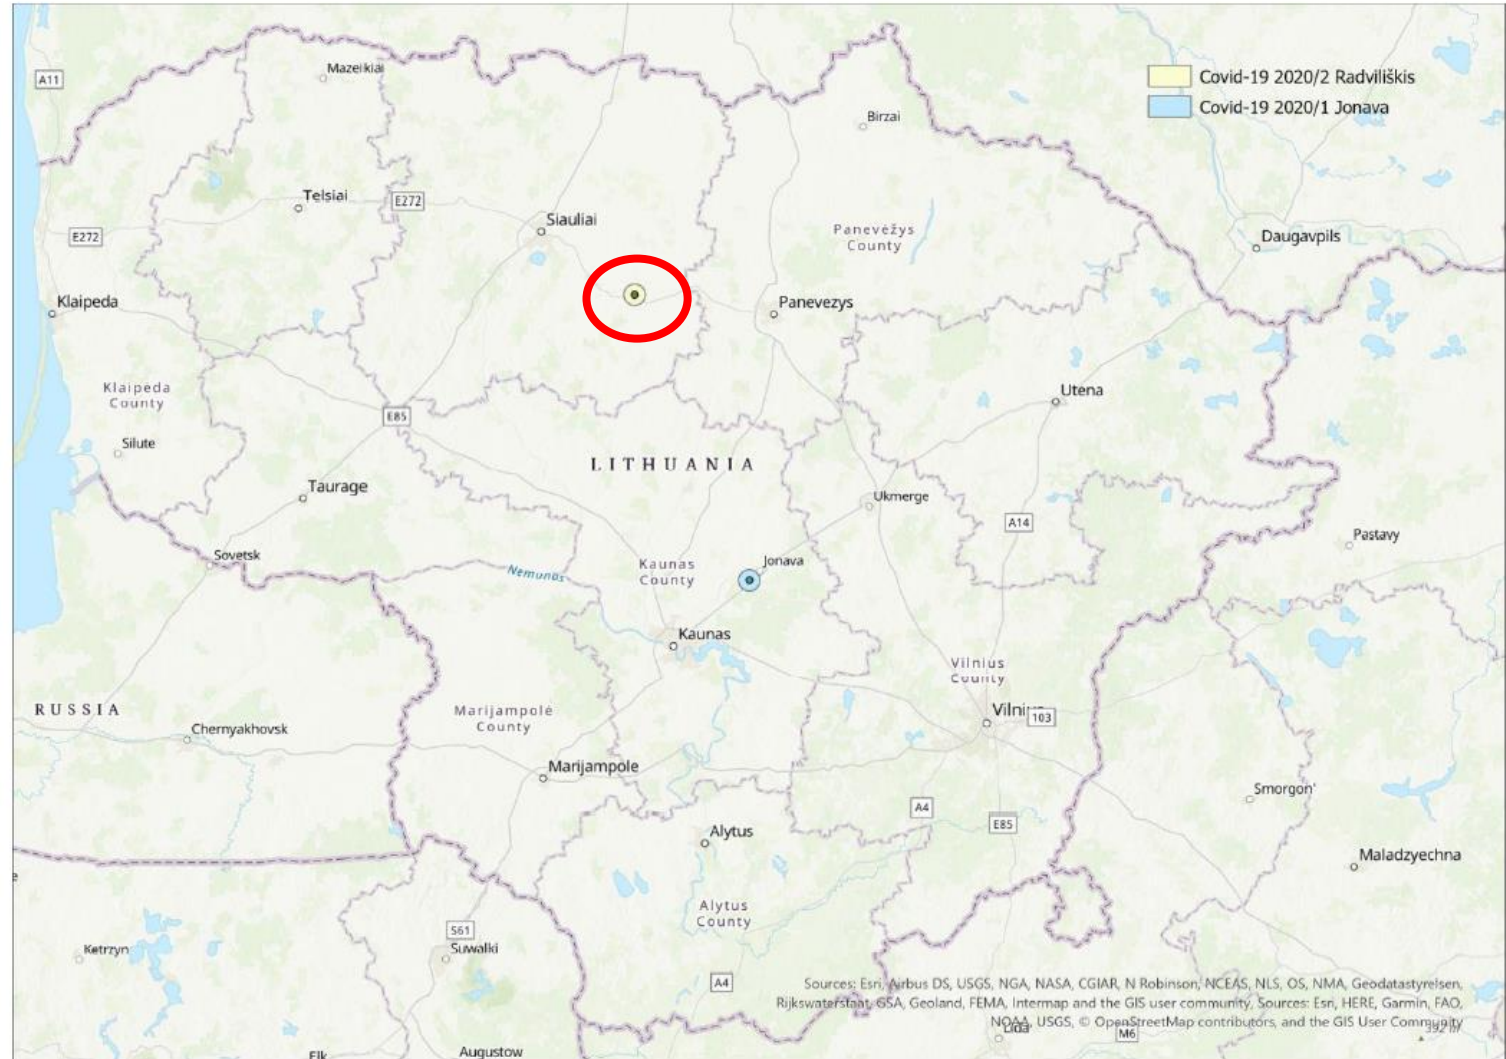 Mazeikiai
A11
Covid-19 2020/2 Radviliškis
Covid-19 2020/1 Jonava
Birzai
Telsiai
E272
Siauliai
E272
Panevėžys
County
Daugavpils
Klaipeda
Panevezys
Klaipeda
County
Utena
E85
Silute
LITHUANIA
Taurage
Ukmerge
A14
Pastavy
Sovetsk
Nemunas
Kaunas
County
Jonava
Kaunas
Vilnius
County
RUSSIA
Marijampolė
County
Vilnius
103
Chernyakhovsk
Marijampole
Smorgon'
A4
E85
Alytus
Maladzyechna
Alytus
County
S61
Suwalki
Ketrzyn
A4
Sources: Esri, Airbus DS, USGS, NGA, NASA, CGIAR, N Robinson, NCEAS, NLS, OS, NMA, Geodatastyrelsen,
Rijkswaterstaat, GSA, Geoland, FEMA, Intermap and the GIS user community, Sources: Esri, HERE, Garmin, FAO,
NOAA, USGS, © OpenStreetMap contributors, and the GIS User Community
Lida
M6
392 m
Elk
Augustow